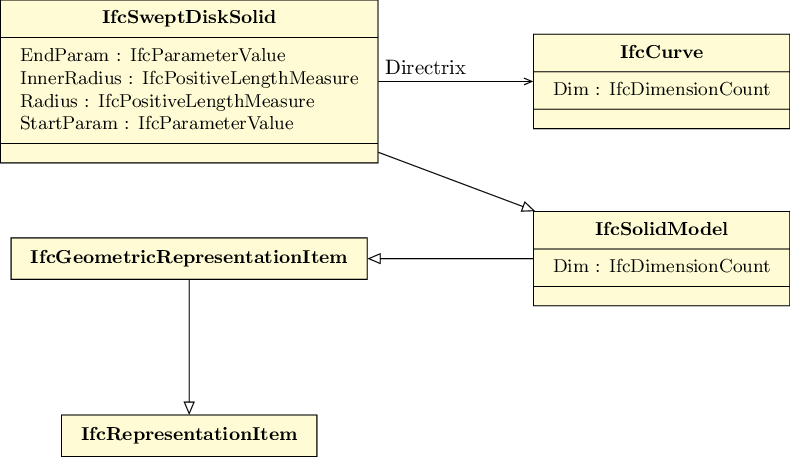 IfcSweptDiskSolid
EndParam : IfcParameterValue
InnerRadius : IfcPositiveLengthMeasure
Radius : IfcPositiveLengthMeasure
StartParam : IfcParameterValue
Directrix
IfcCurve
Dim : IfcDimensionCount
IfcSolidModel
Dim : IfcDimensionCount
IfcGeometricRepresentationItem
IfcRepresentationItem